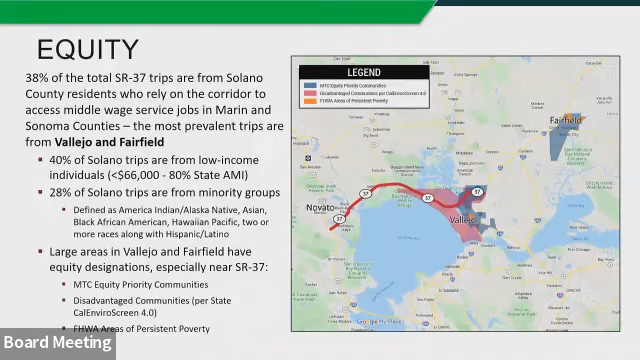 EQUITY
38% of the total SR-37 trips are from Solano
County residents who rely on the corridor to
access middle wage service jobs in Marin and
Sonoma Counties – the most prevalent trips are
from Vallejo and Fairfield
40% of Solano trips are from low-income
individuals (<$66,000 - 80% State AMI)
28% of Solano trips are from minority groups
Defined as America Indian/Alaska Native, Asian,
Black African American, Hawaiian Pacific, two or
more races along with Hispanic/Latino
Large areas in Vallejo and Fairfield have
equity designations, especially near SR-37:
MTC Equity Priority Communities
Disadvantaged Communities (per State
CalEnviroScreen 4.0)
FHWA Areas of Persistent Poverty
LEGEND
MTC Equity Priority Communities
Disadvantaged Communities per CalEnviroScreen 4.0
FHWA Areas of Persistent Poverty
Fairfield
Novato
Vallejo
37
37
37
37
Google My Maps
Board Meeting